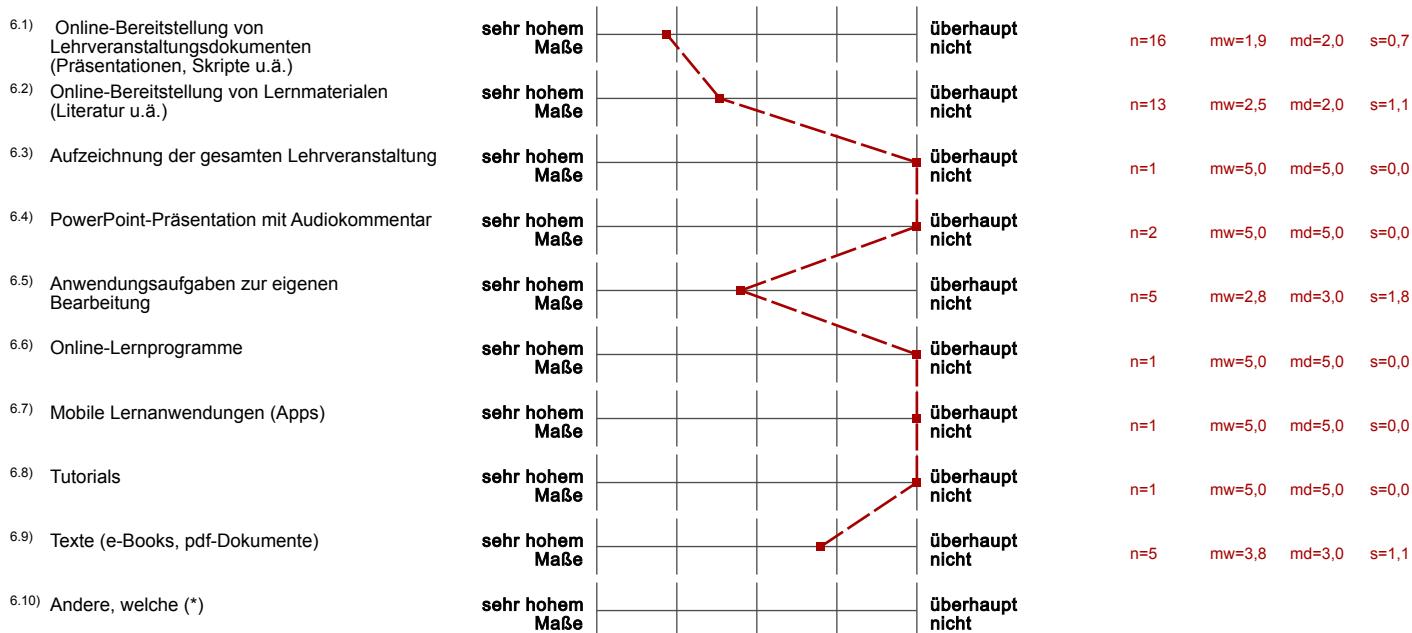 6.1) Online-Bereitstellung von
Lehrveranstaltungsdokumenten
(Präsentationen, Skripte u.ä.)
sehr hohem
Maße
überhaupt
nicht
n=16 mw=1,9 md=2,0 s=0,7
6.2) Online-Bereitstellung von Lernmaterialen
(Literatur u.ä.)
sehr hohem
Maße
überhaupt
nicht
n=13 mw=2,5 md=2,0 s=1,1
6.3) Aufzeichnung der gesamten Lehrveranstaltung
sehr hohem
Maße
überhaupt
nicht
n=1 mw=5,0 md=5,0 s=0,0
6.4) PowerPoint-Präsentation mit Audiokommentar
sehr hohem
Maße
überhaupt
nicht
n=2 mw=5,0 md=5,0 s=0,0
6.5) Anwendungsaufgaben zur eigenen
Bearbeitung
sehr hohem
Maße
überhaupt
nicht
n=5 mw=2,8 md=3,0 s=1,8
6.6) Online-Lernprogramme
sehr hohem
Maße
überhaupt
nicht
n=1 mw=5,0 md=5,0 s=0,0
6.7) Mobile Lernanwendungen (Apps)
sehr hohem
Maße
überhaupt
nicht
n=1 mw=5,0 md=5,0 s=0,0
6.8) Tutorials
sehr hohem
Maße
überhaupt
nicht
n=1 mw=5,0 md=5,0 s=0,0
6.9) Texte (e-Books, pdf-Dokumente)
sehr hohem
Maße
überhaupt
nicht
n=5 mw=3,8 md=3,0 s=1,1
6.10) Andere, welche (*)
sehr hohem
Maße
überhaupt
nicht